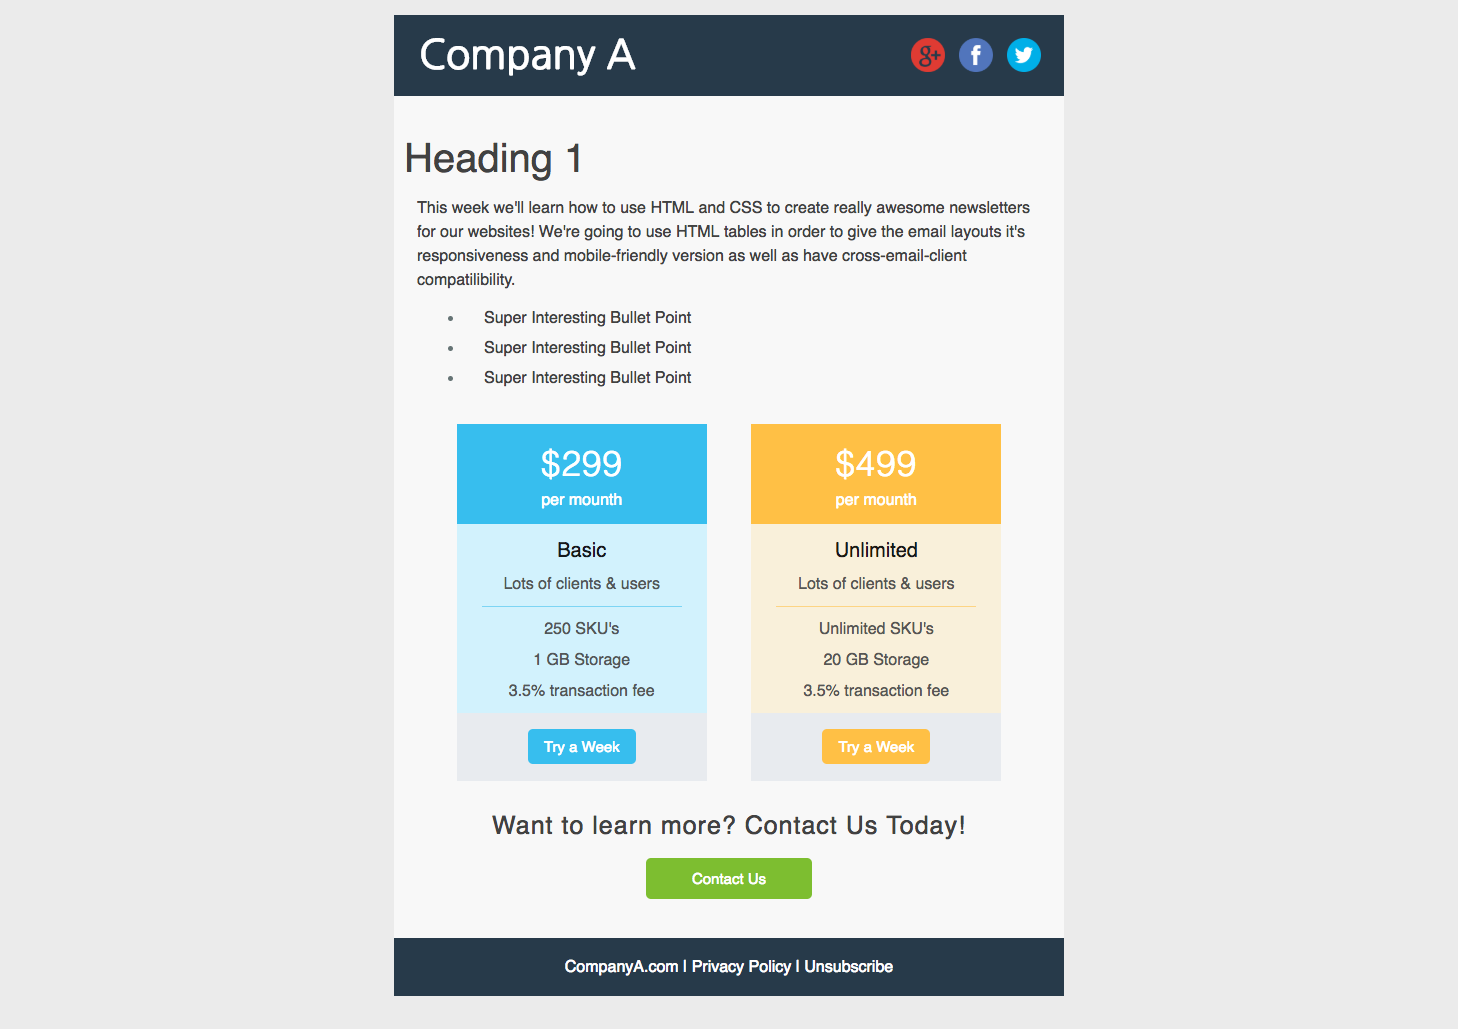 Company A
g+ f
Heading 1
This week we'll learn how to use HTML and CSS to create really awesome newsletters
for our websites! We're going to use HTML tables in order to give the email layouts it's
responsiveness and mobile-friendly version as well as have cross-email-client
compatilibility.
• Super Interesting Bullet Point
• Super Interesting Bullet Point
• Super Interesting Bullet Point
$299
per mounth
Basic
Lots of clients & users
250 SKU's
1 GB Storage
3.5% transaction fee
Try a Week
$499
per mounth
Unlimited
Lots of clients & users
Unlimited SKU's
20 GB Storage
3.5% transaction fee
Try a Week
Want to learn more? Contact Us Today!
Contact Us
CompanyA.com | Privacy Policy | Unsubscribe